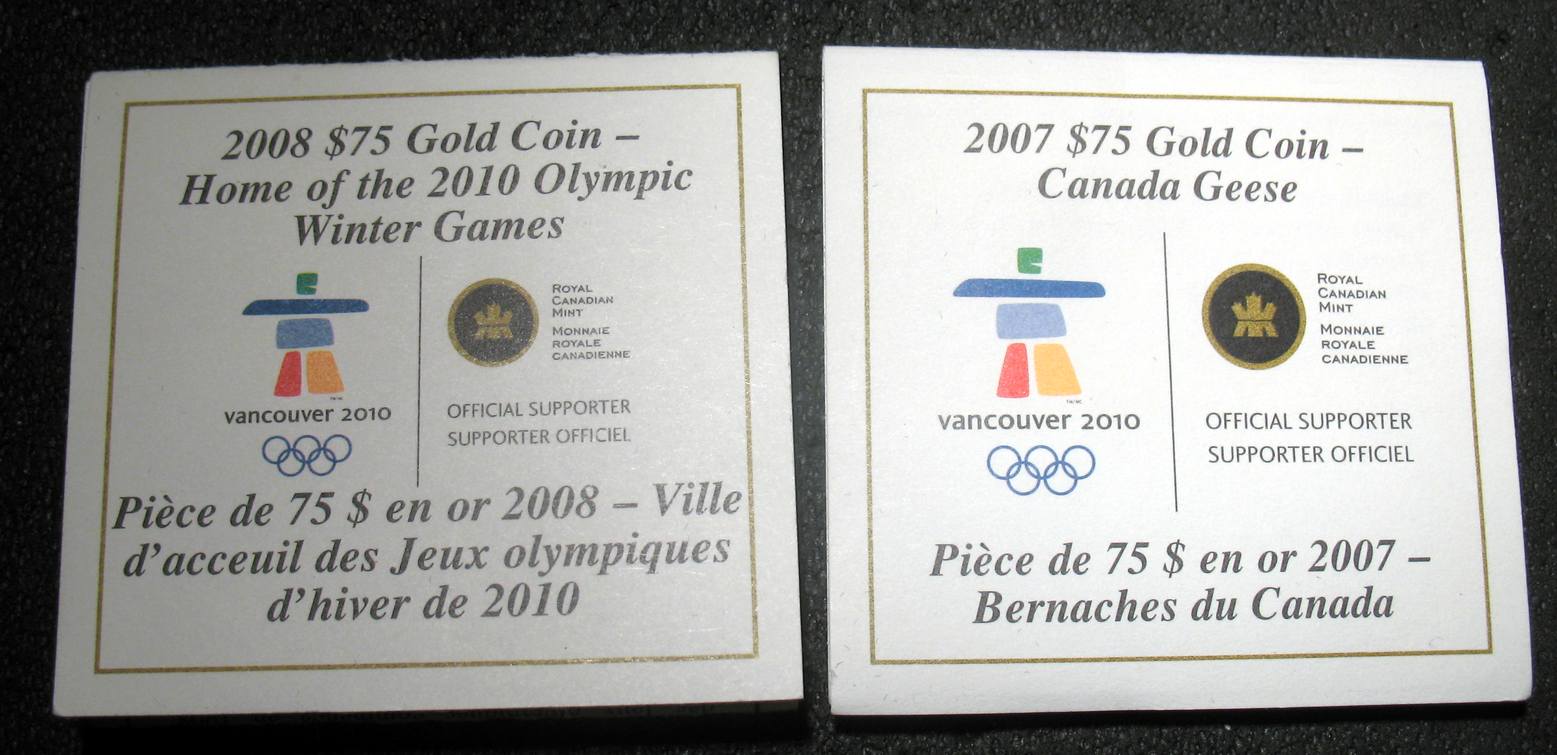 2008 $75 Gold Coin –
Home of the 2010 Olympic
Winter Games
vancouver 2010
ROYAL
CANADIAN
MINT
MONNAIE
ROYALE
CANADIENNE
OFFICIAL SUPPORTER
SUPPORTER OFFICIEL
Pièce de 75 $ en or 2008 – Ville
d'acceuil des Jeux olympiques
d'hiver de 2010
2007 $75 Gold Coin –
Canada Geese
TM/MC
vancouver 2010
ROYAL
CANADIAN
MINT
MONNAIE
ROYALE
CANADIENNE
OFFICIAL SUPPORTER
SUPPORTER OFFICIEL
Pièce de 75 $ en or 2007 –
Bernaches du Canada